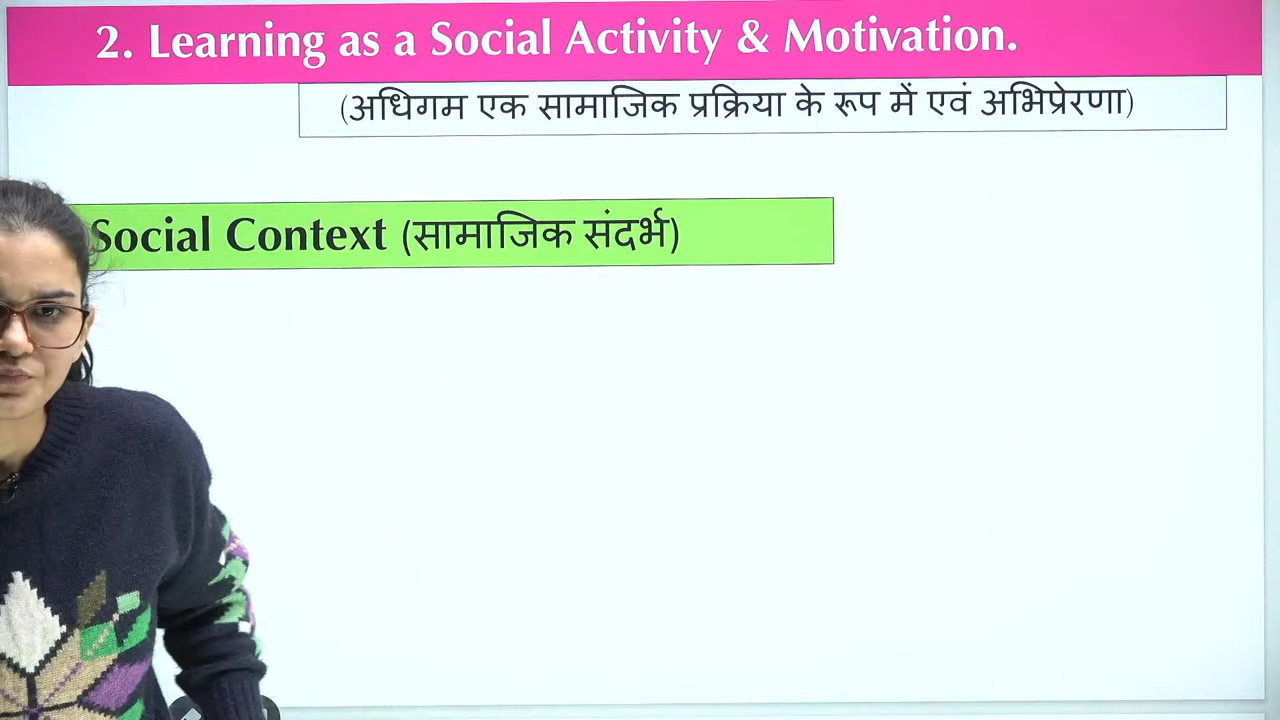 2. Learning as a Social Activity & Motivation.
(अधिगम एक सामाजिक प्रक्रिया के रूप में एवं अभिप्रेरणा)
Social Context (सामाजिक संदर्भ)